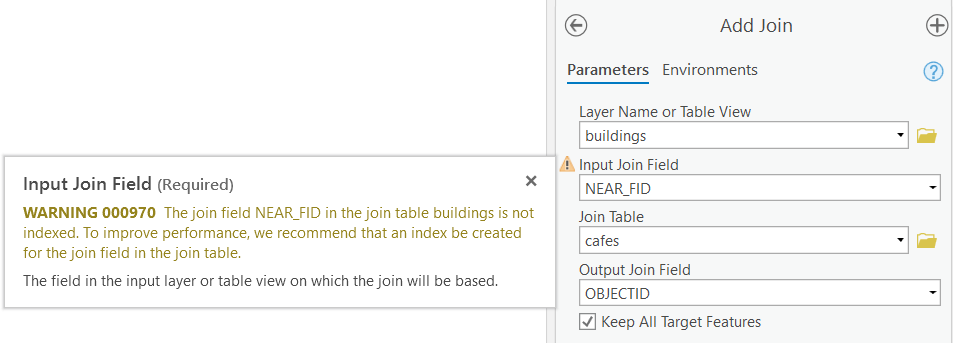 Add Join
Parameters Environments
Layer Name or Table View
buildings
Input Join Field
NEAR_FID
Join Table
cafes
Output Join Field
OBJECTID
Keep All Target Features
Input Join Field (Required)
WARNING 000970 The join field NEAR_FID in the join table buildings is not
indexed. To improve performance, we recommend that an index be created
for the join field in the join table.
The field in the input layer or table view on which the join will be based.